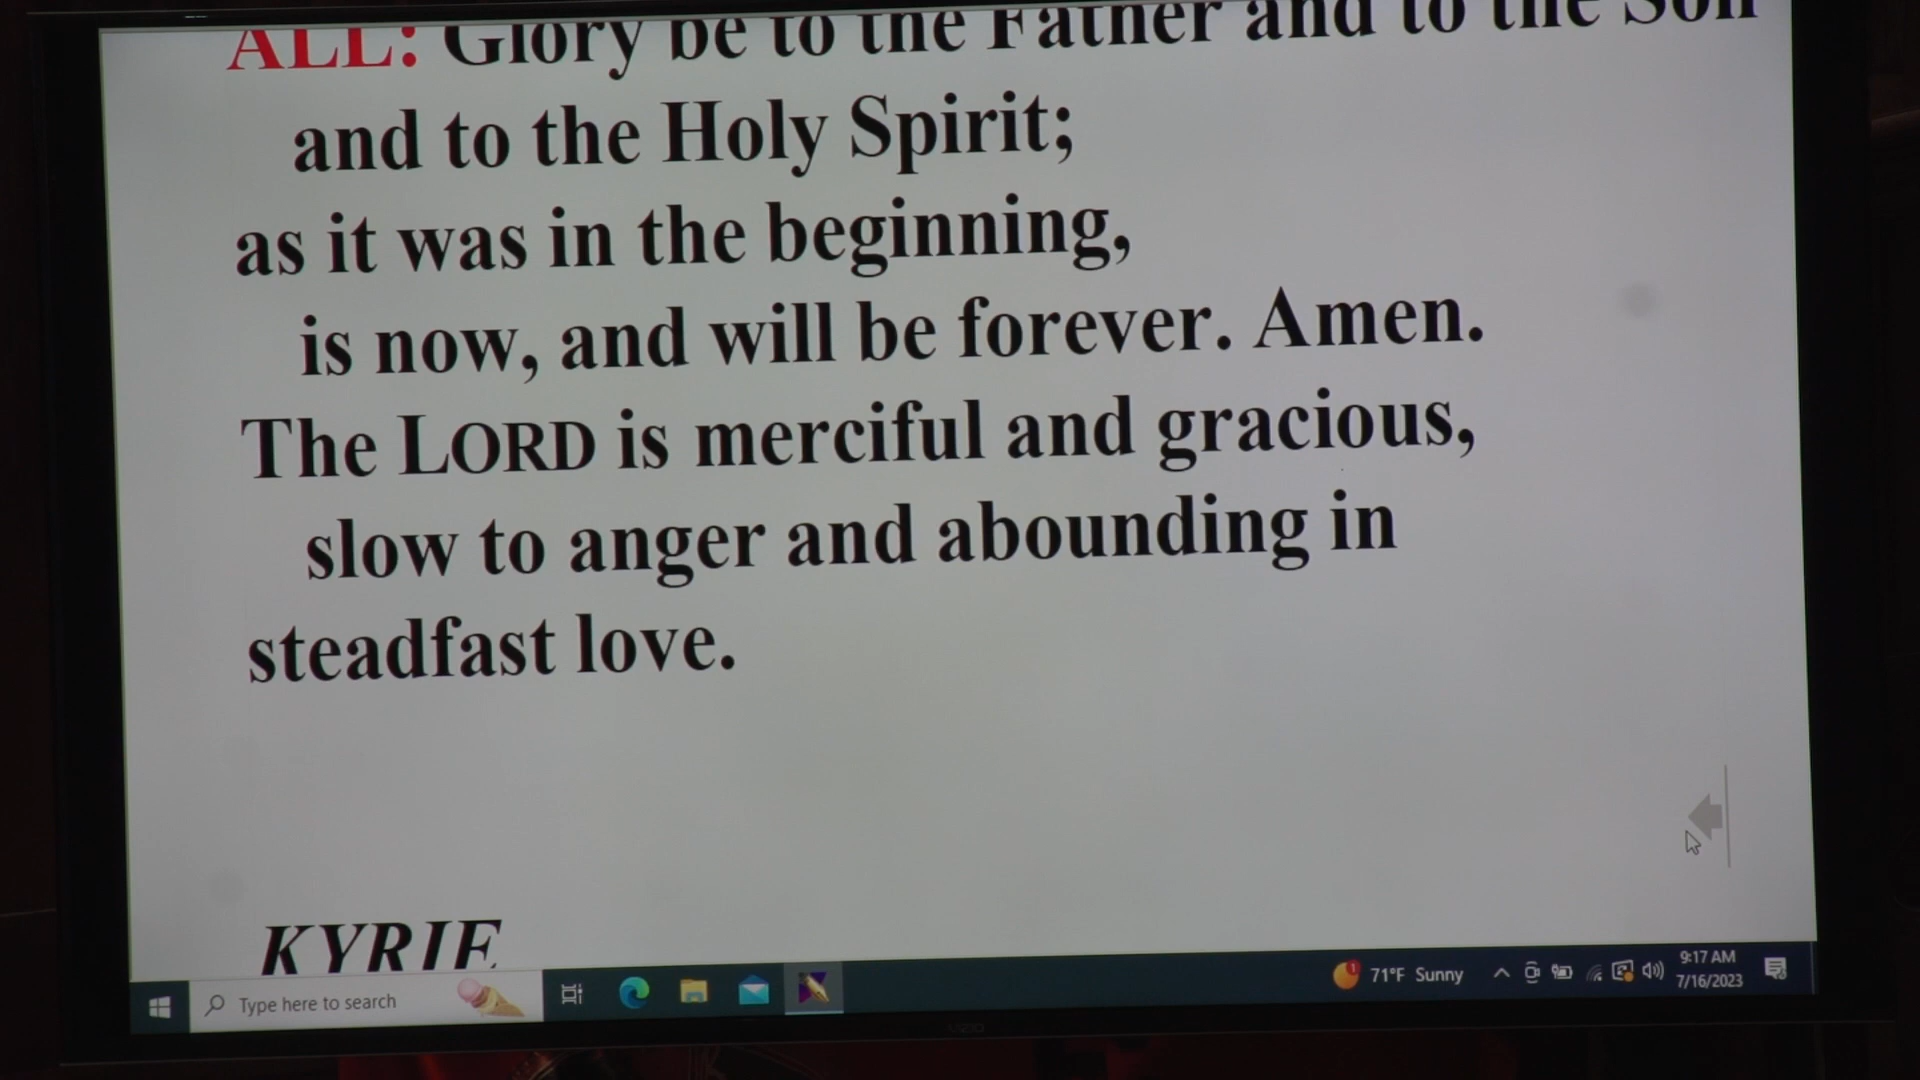 ALL: Glory be to the Father and to the Son
and to the Holy Spirit;
as it was in the beginning,
is now, and will be forever. Amen.
The LORD is merciful and gracious,
slow to anger and abounding in
steadfast love.
KYRIE
Type here to search
1
71°F Sunny
9:17 AM
7/16/2023
VIZIO